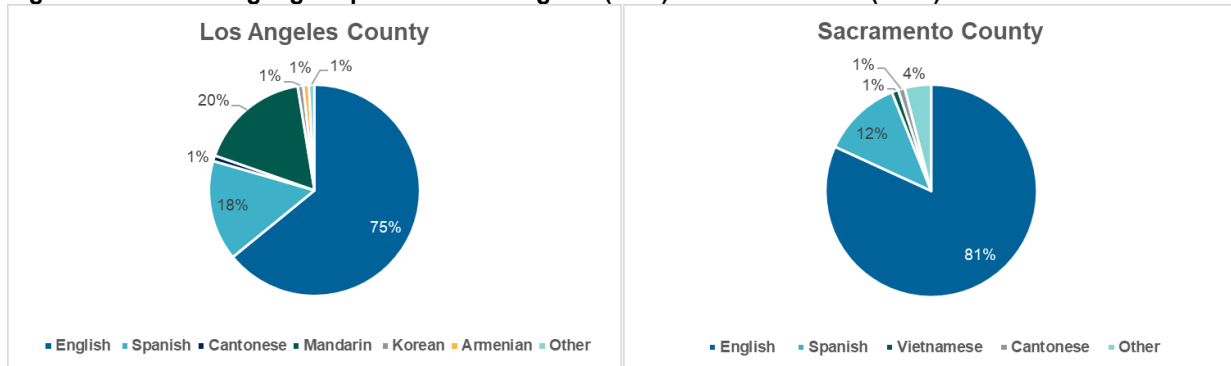 Los Angeles County
1% 1% 1%
20%
1%
18%
75%
English Spanish Cantonese Mandarin Korean Armenian Other
Sacramento County
1% 4%
1%
12%
81%
English Spanish Vietnamese Cantonese Other